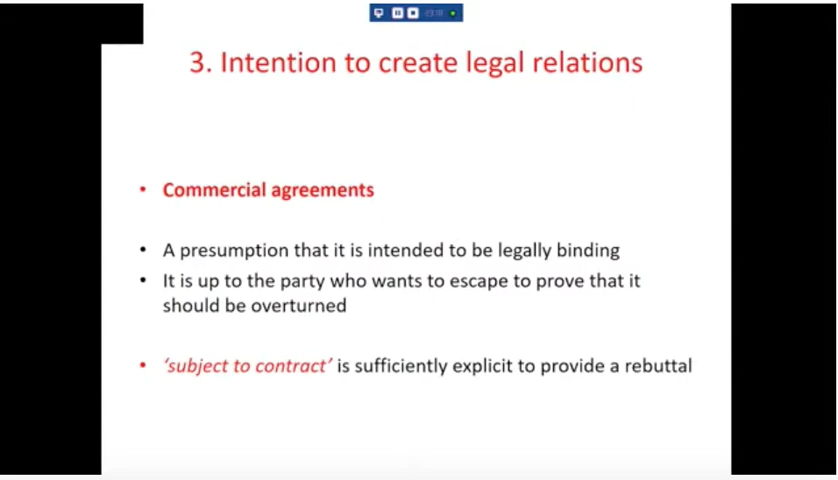 3. Intention to create legal relations
• Commercial agreements
• A presumption that it is intended to be legally binding
• It is up to the party who wants to escape to prove that it
should be overturned
• ‘subject to contract’ is sufficiently explicit to provide a rebuttal